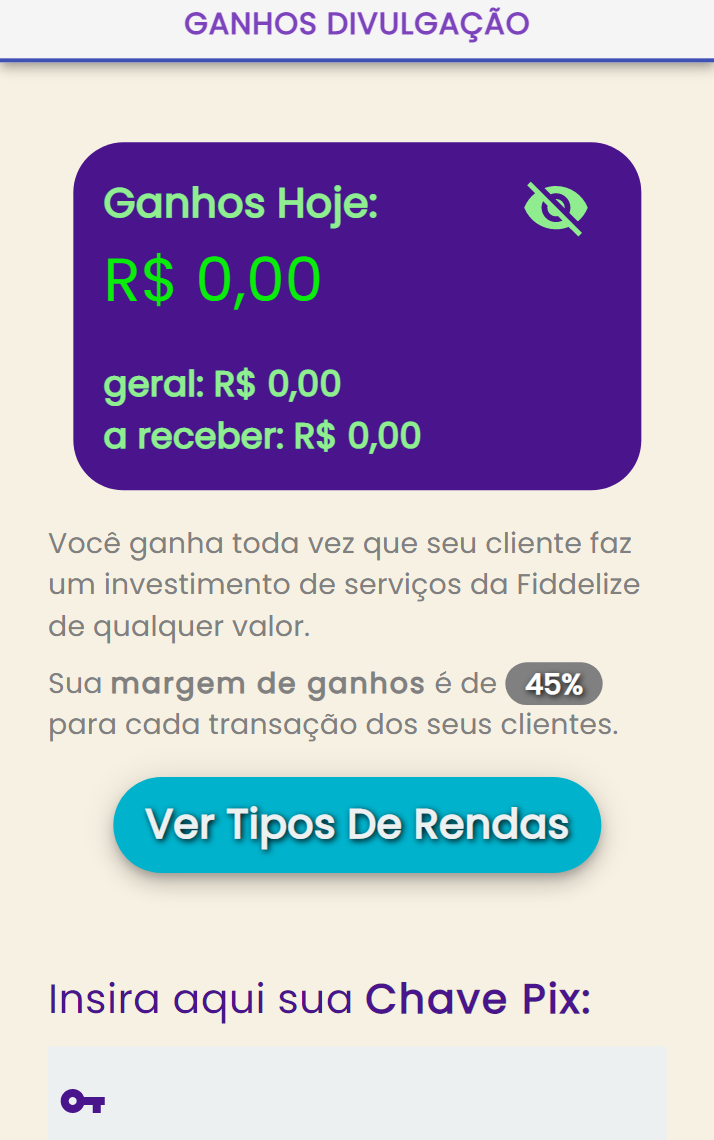 GANHOS DIVULGAÇÃO
Ganhos Hoje:
R$ 0,00
geral: R$ 0,00
a receber: R$ 0,00
Você ganha toda vez que seu cliente faz
um investimento de serviços da Fiddelize
de qualquer valor.
Sua margem de ganhos é de 45%
para cada transação dos seus clientes.
Ver Tipos De Rendas
Insira aqui sua Chave Pix: